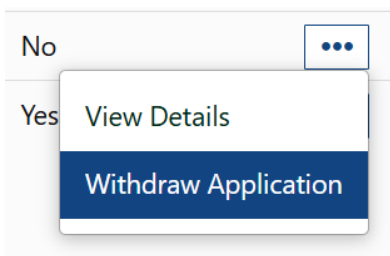 No
•••
Yes
View Details
Withdraw Application